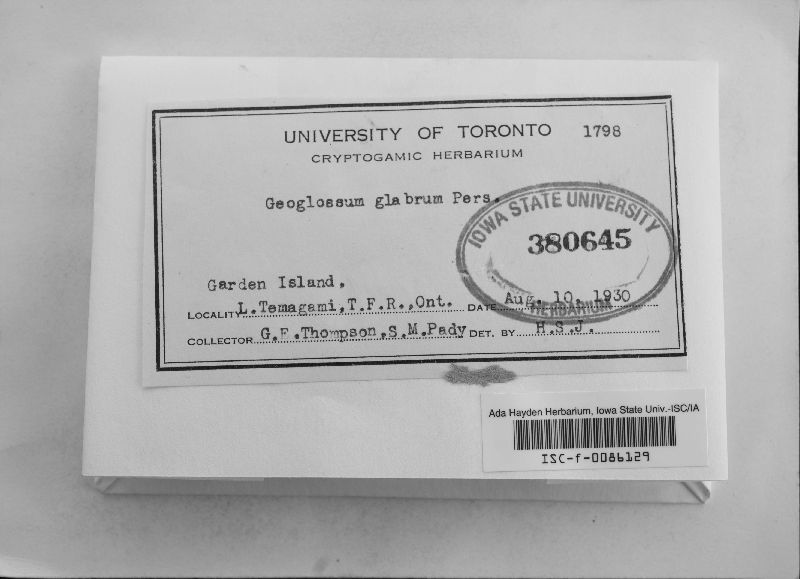 UNIVERSITY OF TORONTO 1798
CRYPTOGAMIC HERBARIUM
Geoglossum glabrum Pers.
IOWA STATE UNIVERSITY
380645
HERBARIUM
Garden Island,
LOCALITY L. Temagami, T.F.R., Ont. DATE Aug. 10, 1930
COLLECTOR G.F. Thompson, S.M. Pady DET. BY H.S.J.
Ada Hayden Herbarium, Iowa State Univ.-ISC/IA
ISC-f-0086129